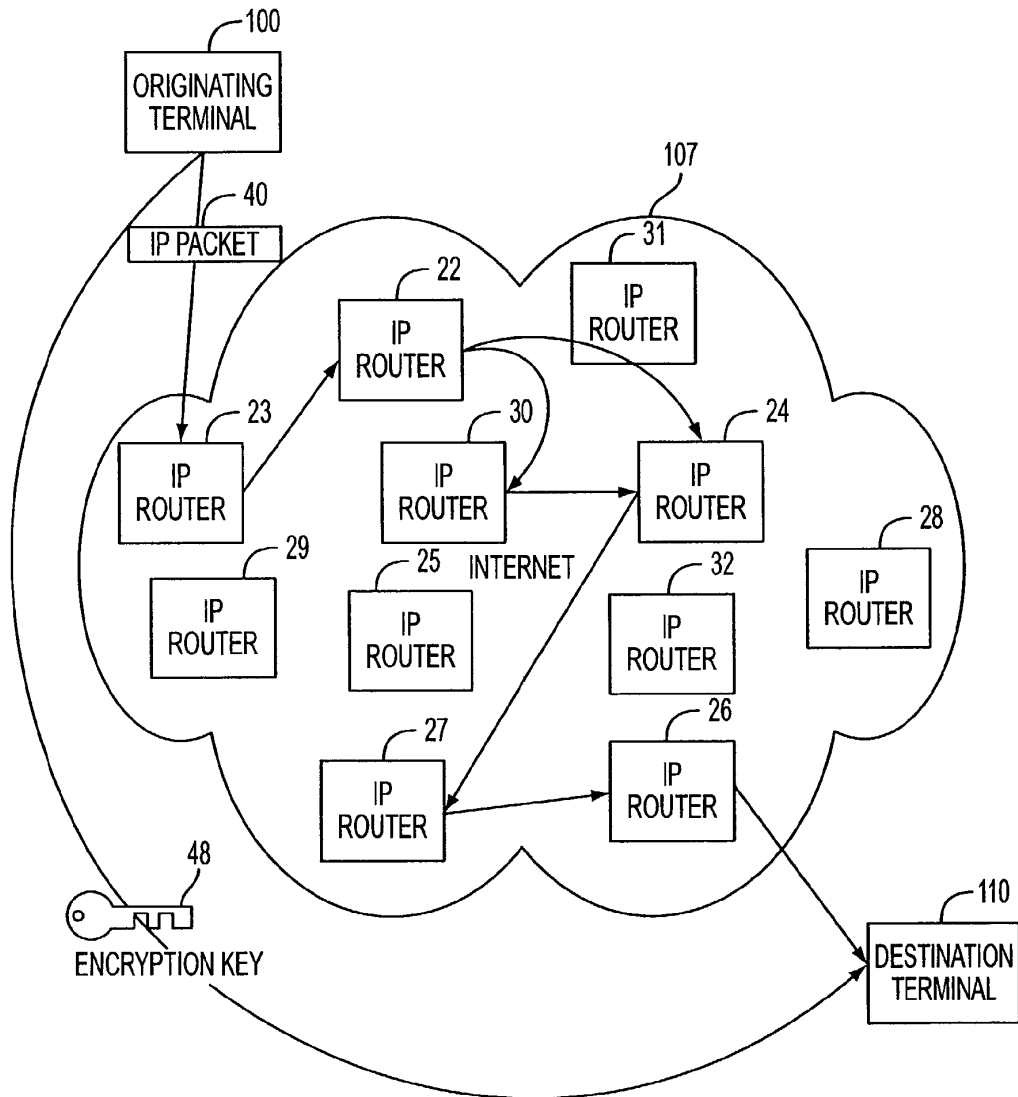 100
ORIGINATING
TERMINAL
40
IP PACKET
107
31
IP
ROUTER
22
IP
ROUTER
23
IP
ROUTER
30
IP
ROUTER
24
IP
ROUTER
INTERNET
29
IP
ROUTER
25
IP
ROUTER
32
IP
ROUTER
28
IP
ROUTER
27
IP
ROUTER
26
IP
ROUTER
48
ENCRYPTION KEY
110
DESTINATION
TERMINAL